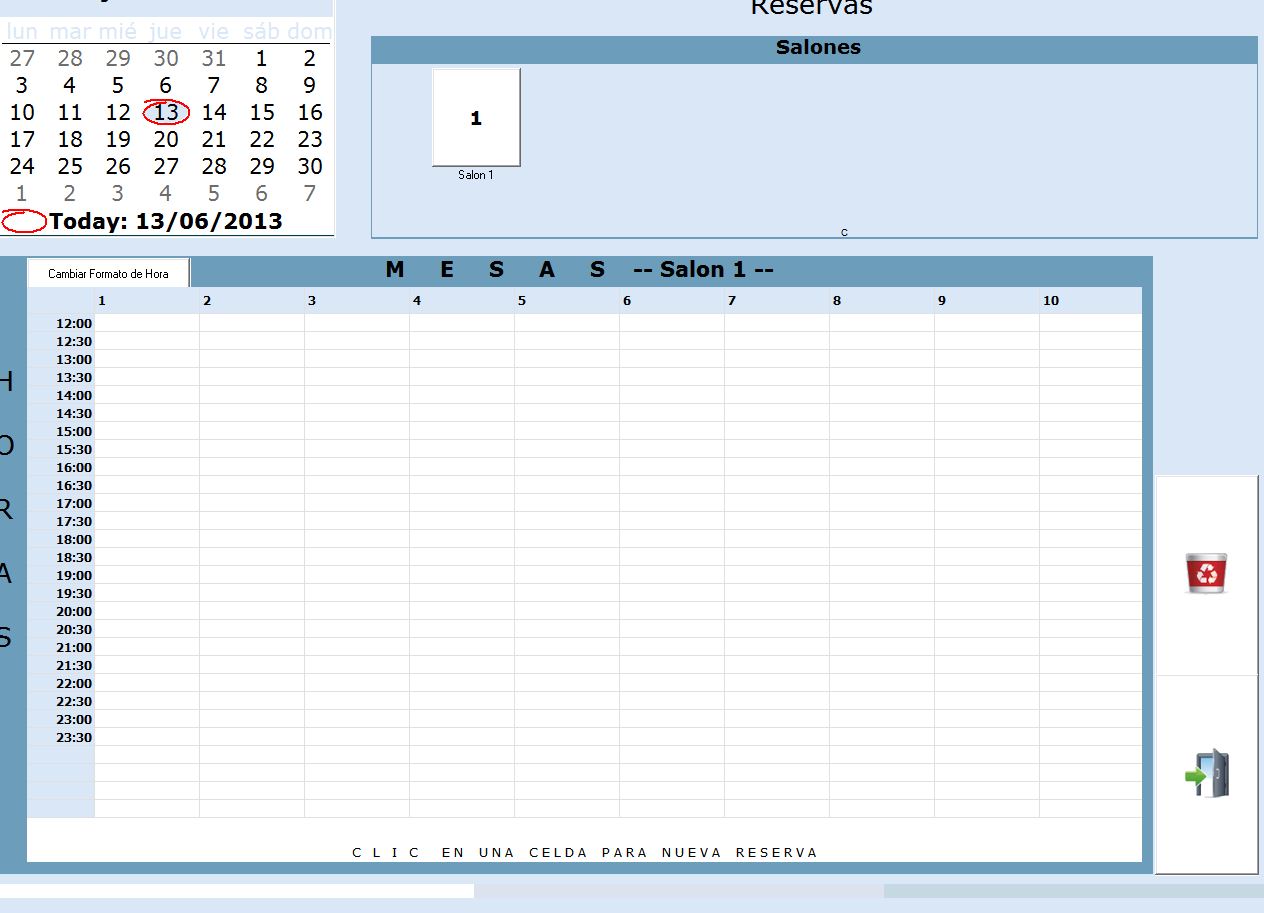 Reservas
lun mar mié jue vie sáb dom
27 28 29 30 31 1 2
3 4 5 6 7 8 9
10 11 12 13 14 15 16
17 18 19 20 21 22 23
24 25 26 27 28 29 30
1 2 3 4 5 6 7
Today: 13/06/2013
Salones
1
Salon 1
c
Cambiar Formato de Hora
M E S A S -- Salon 1 --
1 2 3 4 5 6 7 8 9 10
H
O
R
A
S
12:00
12:30
13:00
13:30
14:00
14:30
15:00
15:30
16:00
16:30
17:00
17:30
18:00
18:30
19:00
19:30
20:00
20:30
21:00
21:30
22:00
22:30
23:00
23:30
CLIC EN UNA CELDA PARA NUEVA RESERVA